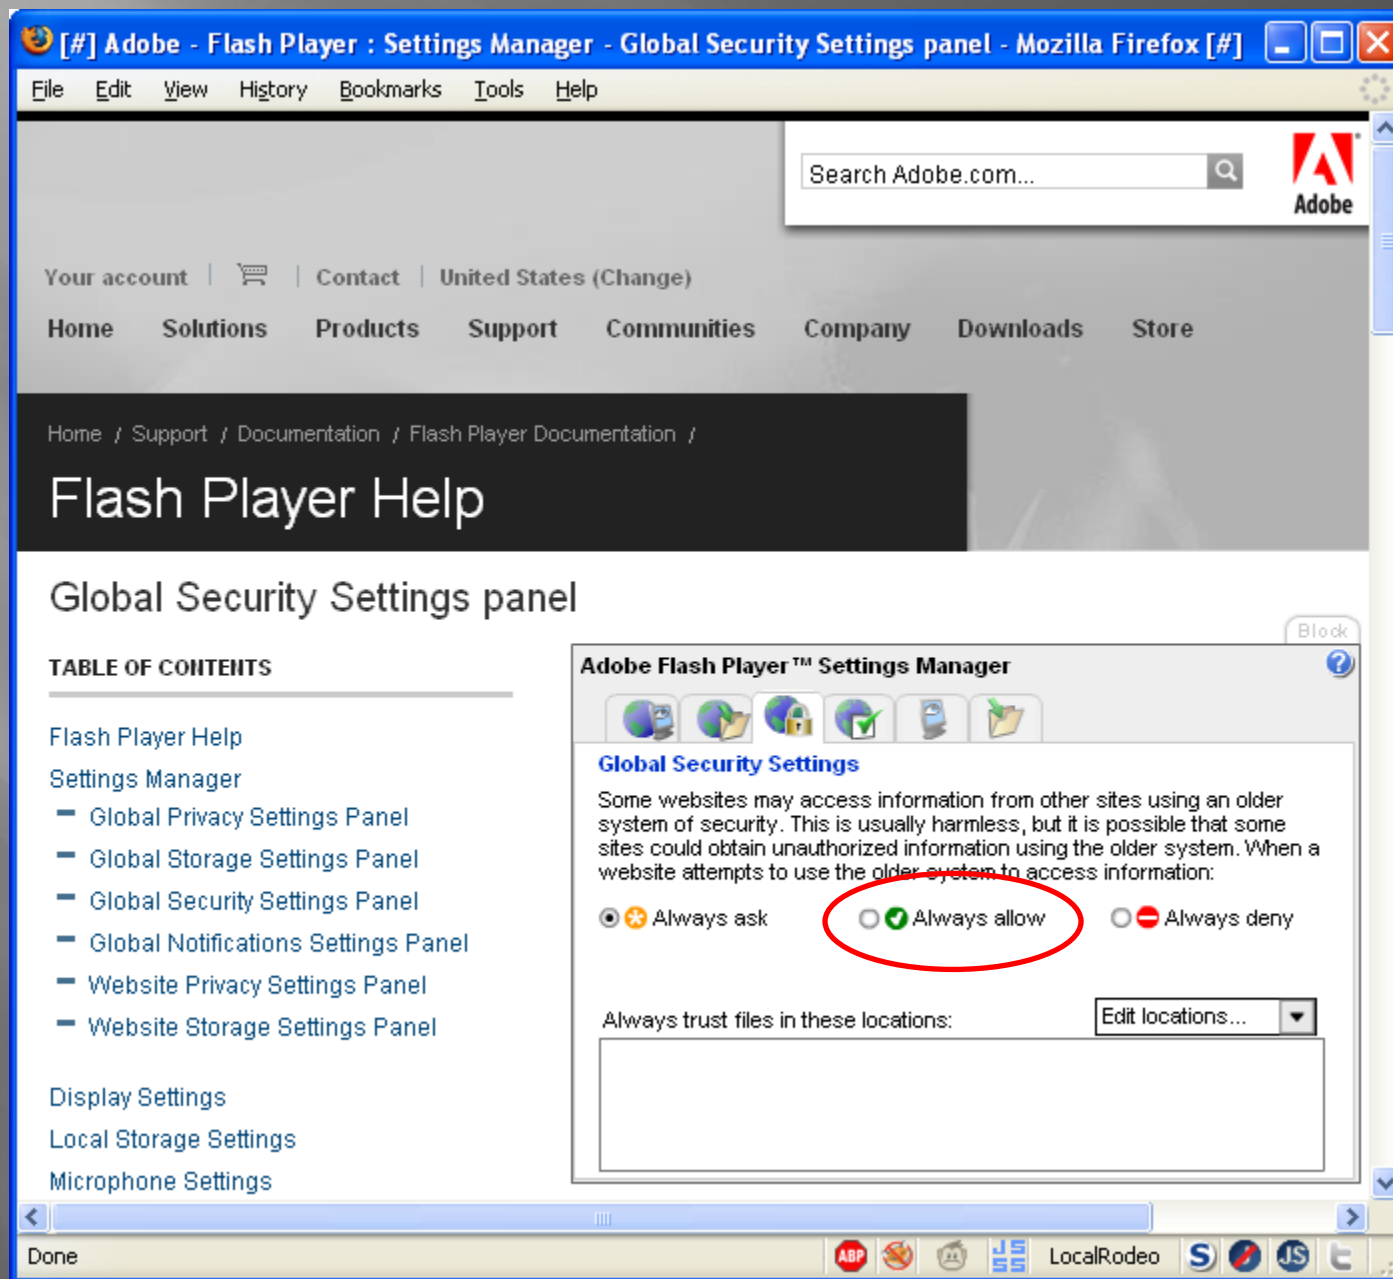 [#] Adobe - Flash Player : Settings Manager - Global Security Settings panel - Mozilla Firefox [#]
File Edit View History Bookmarks Tools Help
Search Adobe.com...
Adobe
Your account | | Contact | United States (Change)
Home Solutions Products Support Communities Company Downloads Store
Home / Support / Documentation / Flash Player Documentation /
Flash Player Help
Global Security Settings panel
Block
TABLE OF CONTENTS
Flash Player Help
Settings Manager
Global Privacy Settings Panel
Global Storage Settings Panel
Global Security Settings Panel
Global Notifications Settings Panel
Website Privacy Settings Panel
Website Storage Settings Panel
Display Settings
Local Storage Settings
Microphone Settings
Adobe Flash Player™ Settings Manager
?
Global Security Settings
Some websites may access information from other sites using an older
system of security. This is usually harmless, but it is possible that some
sites could obtain unauthorized information using the older system. When a
website attempts to use the older system to access information:
Always ask Always allow Always deny
Always trust files in these locations: Edit locations...
Done ABP JS SS LocalRodeo S JS t